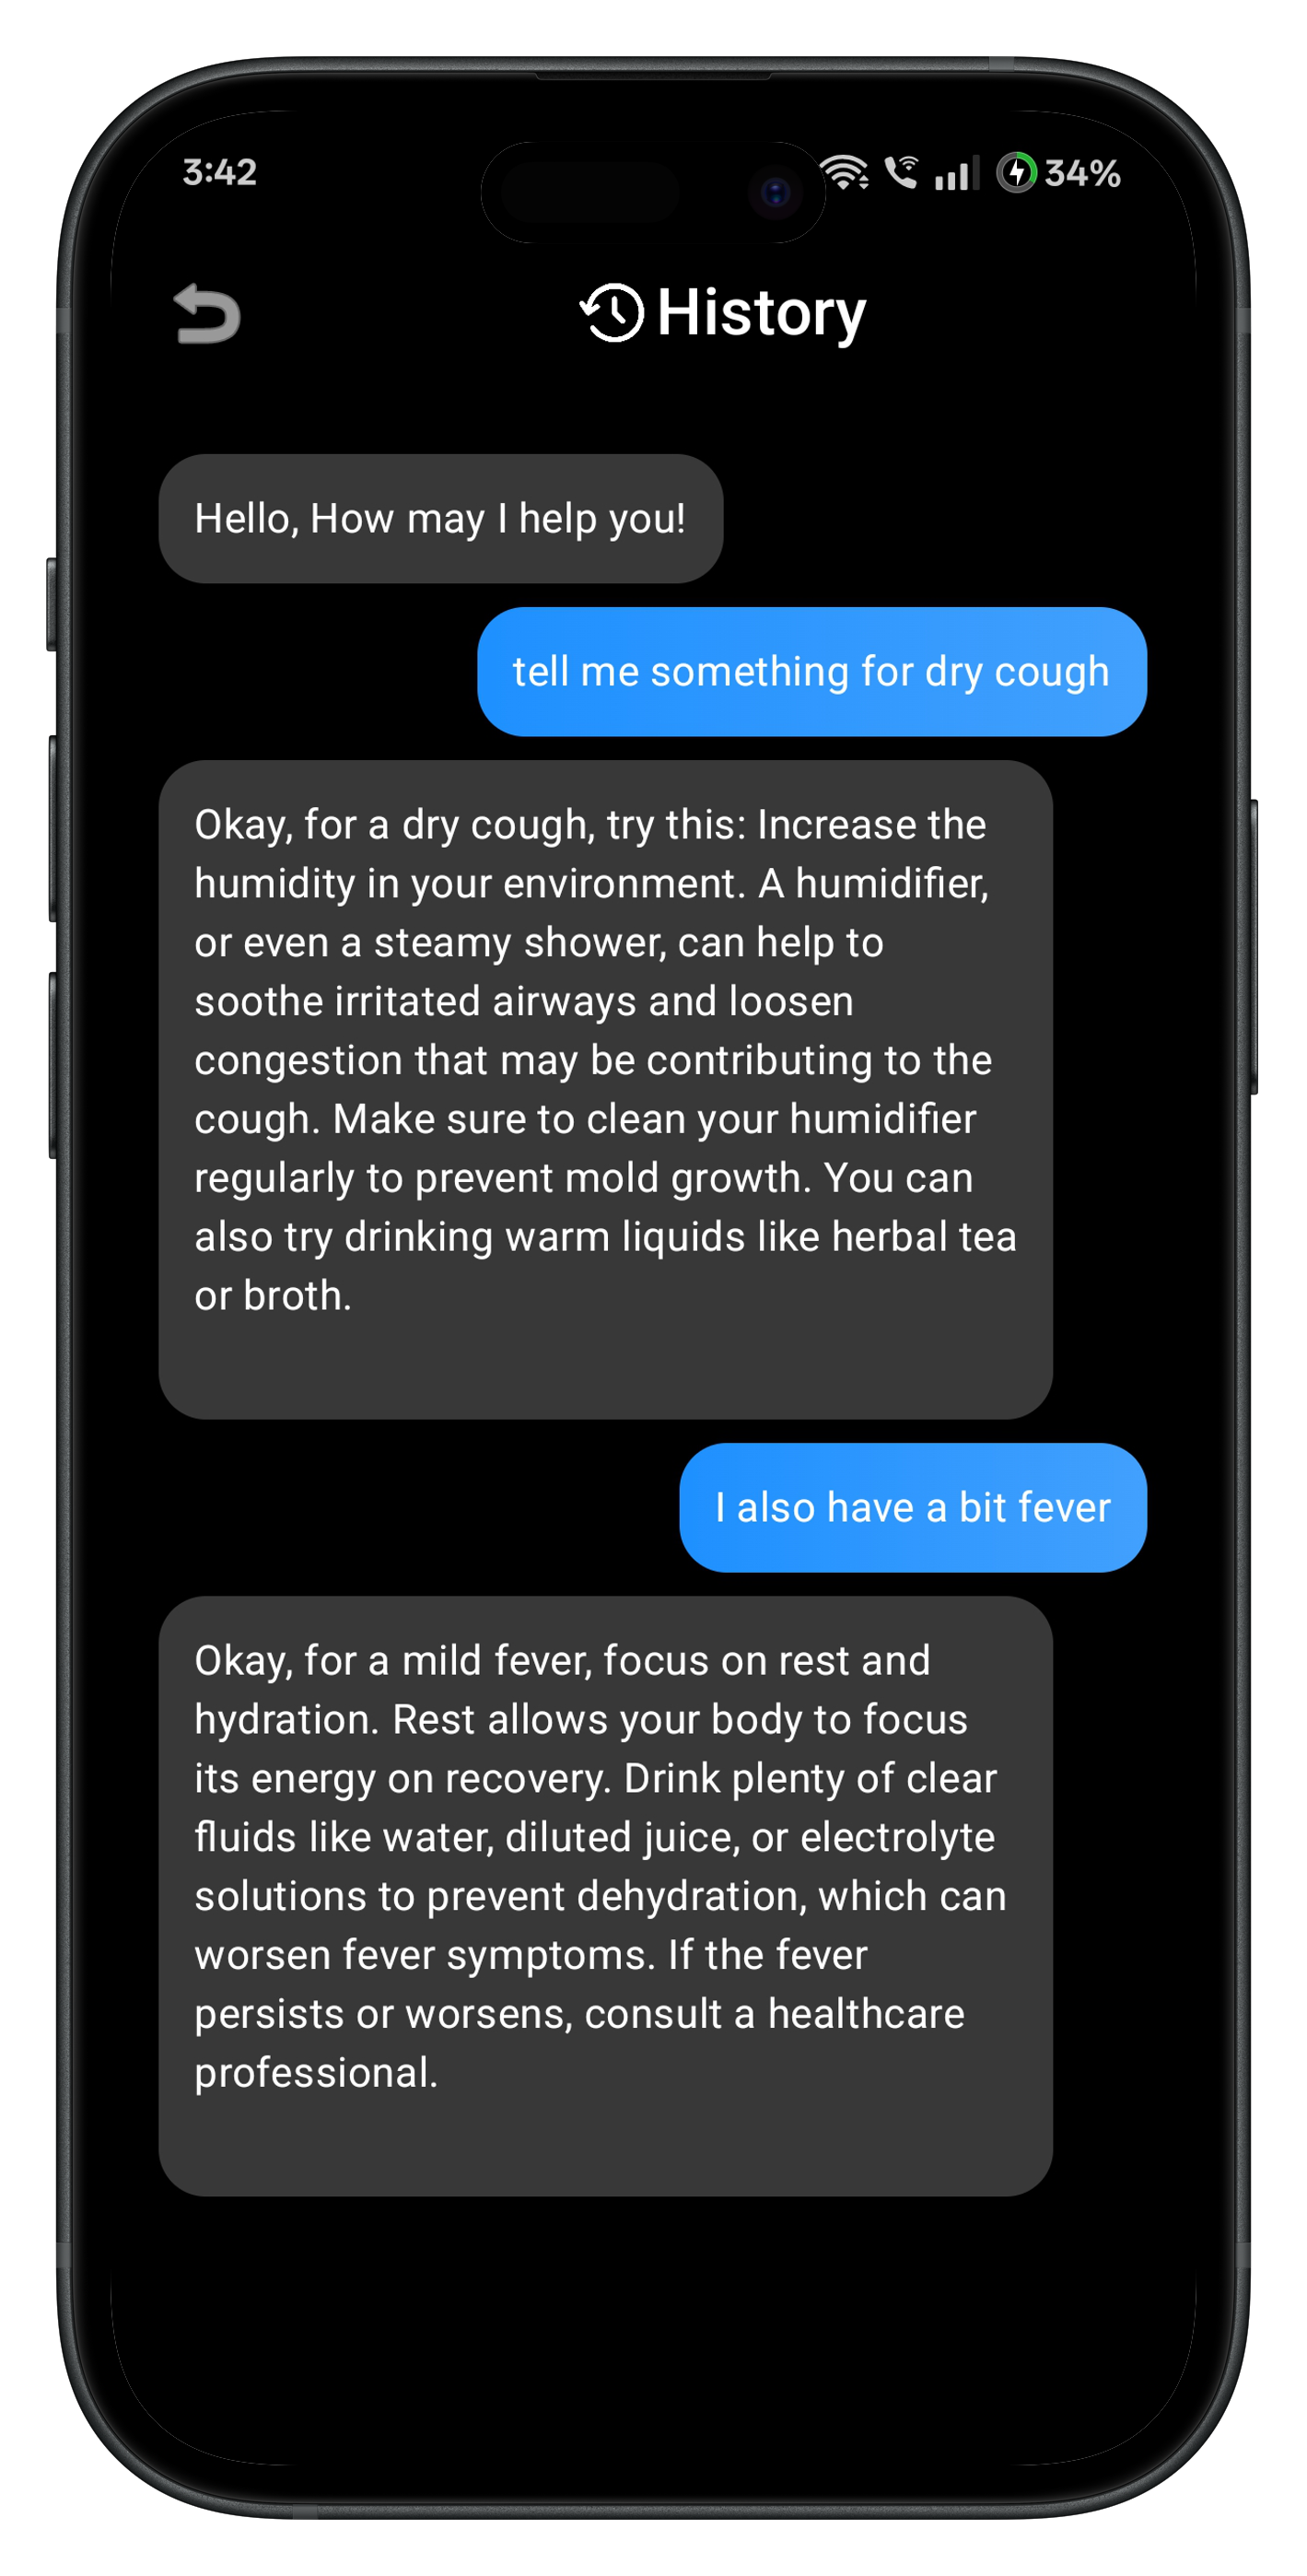 3:42
34%
History
Hello, How may I help you!
tell me something for dry cough
Okay, for a dry cough, try this: Increase the
humidity in your environment. A humidifier,
or even a steamy shower, can help to
soothe irritated airways and loosen
congestion that may be contributing to the
cough. Make sure to clean your humidifier
regularly to prevent mold growth. You can
also try drinking warm liquids like herbal tea
or broth.
I also have a bit fever
Okay, for a mild fever, focus on rest and
hydration. Rest allows your body to focus
its energy on recovery. Drink plenty of clear
fluids like water, diluted juice, or electrolyte
solutions to prevent dehydration, which can
worsen fever symptoms. If the fever
persists or worsens, consult a healthcare
professional.